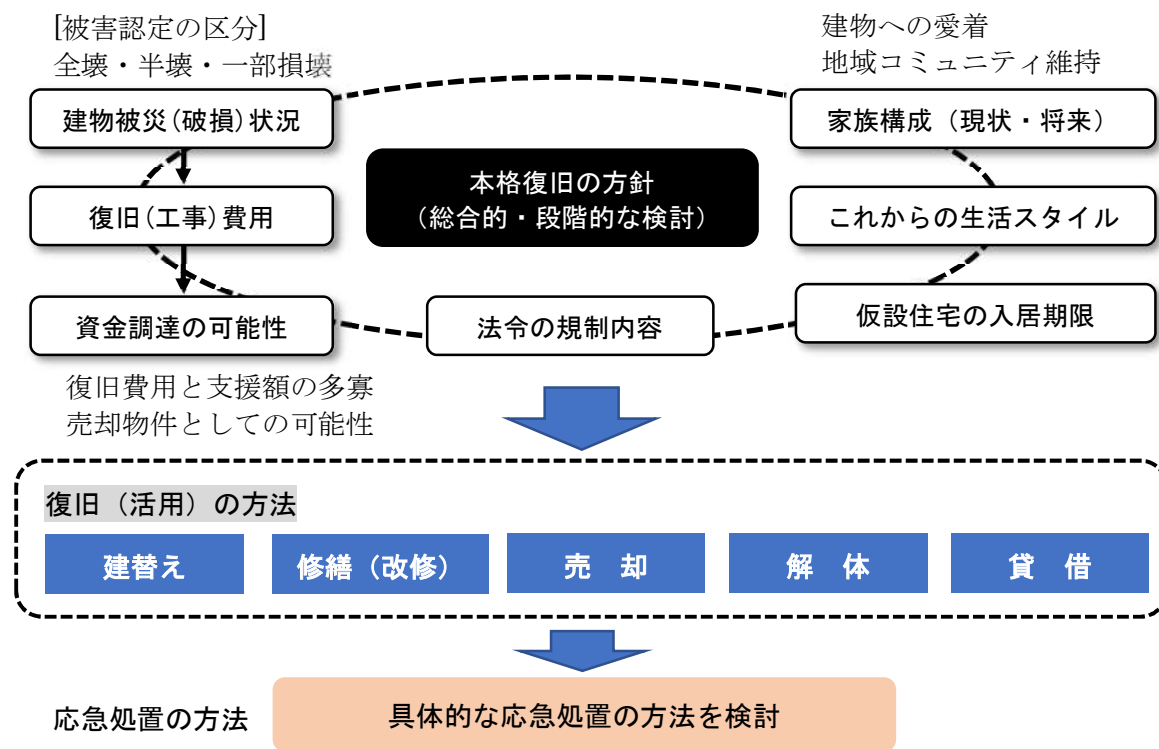 [被害認定の区分]
全壊・半壊・一部損壊
建物被災(破損)状況
復旧(工事)費用
資金調達の可能性
復旧費用と支援額の多寡
売却物件としての可能性
本格復旧の方針
(総合的・段階的な検討)
法令の規制内容
建物への愛着
地域コミュニティ維持
家族構成(現状・将来)
これからの生活スタイル
仮設住宅の入居期限
復旧(活用)の方法
建替え
修繕(改修)
売 却
解 体
貸 借
応急処置の方法
具体的な応急処置の方法を検討